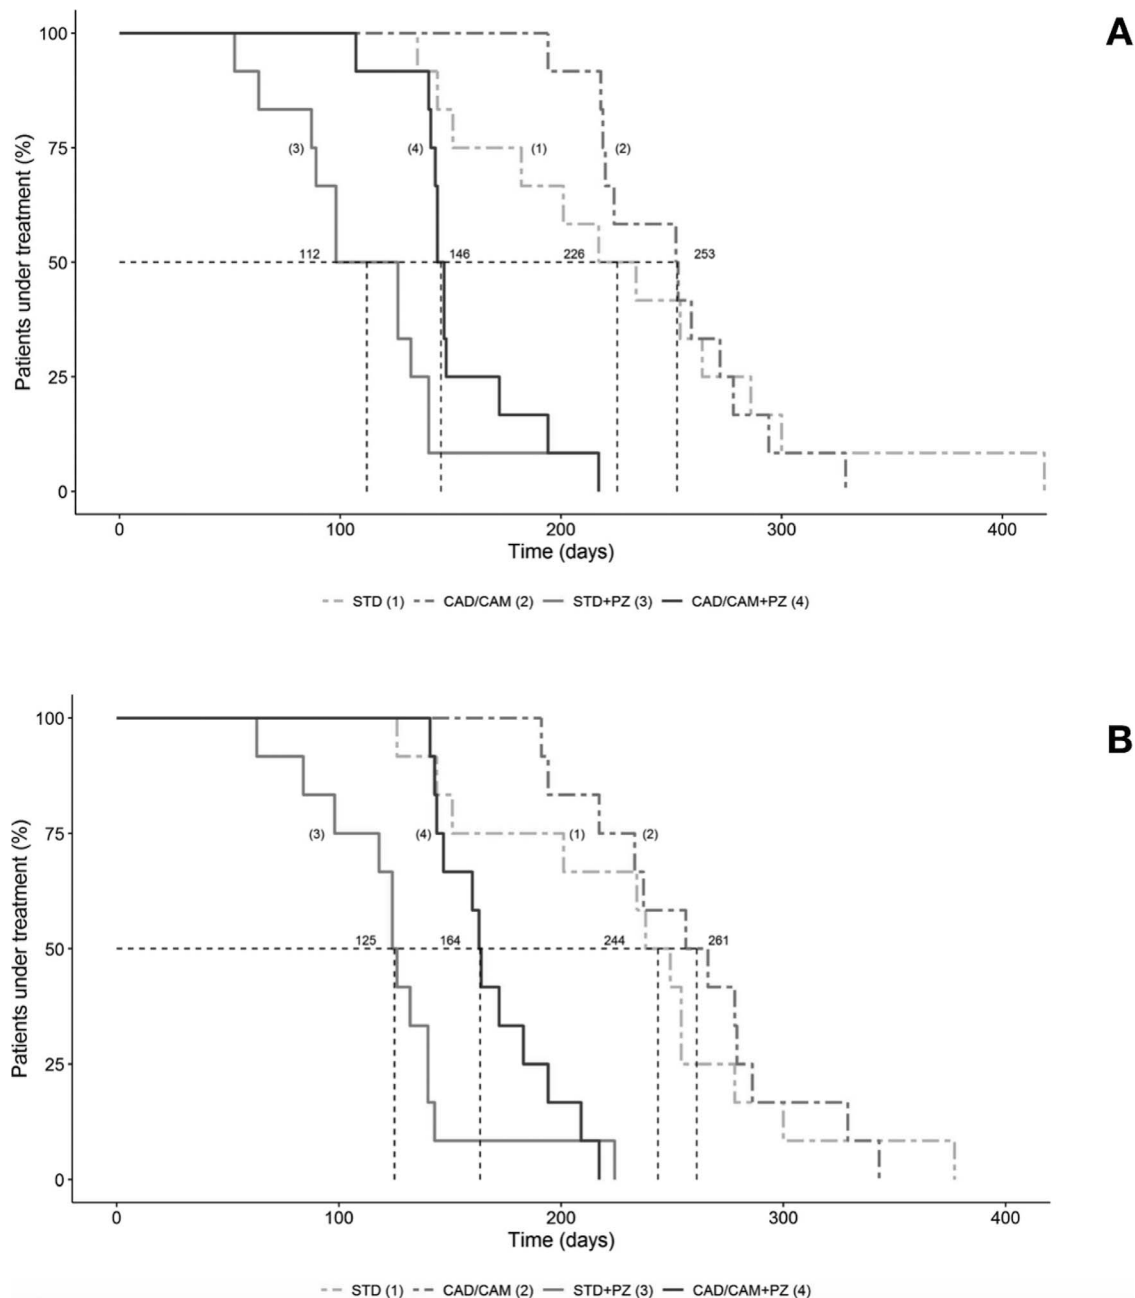 A
100
75
50
25
0
(3)
(4)
(1)
(2)
112
146
226
253
Patients under treatment (%)
0
100
200
300
400
Time (days)
STD (1)
CAD/CAM (2)
STD+PZ (3)
CAD/CAM+PZ (4)
B
100
75
50
25
0
(3)
(4)
(1)
(2)
125
164
244
261
Patients under treatment (%)
0
100
200
300
400
Time (days)
STD (1)
CAD/CAM (2)
STD+PZ (3)
CAD/CAM+PZ (4)